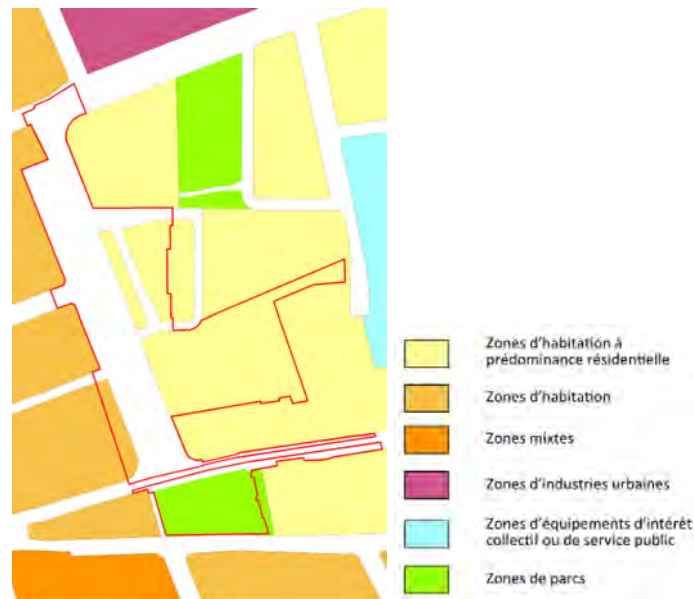 Zones d'habitation à
prédominance résidentielle
Zones d'habitation
Zones mixtes
Zones d'industries urbaines
Zones d'équipements d'intérêt
collectif ou de service public
Zones de parcs